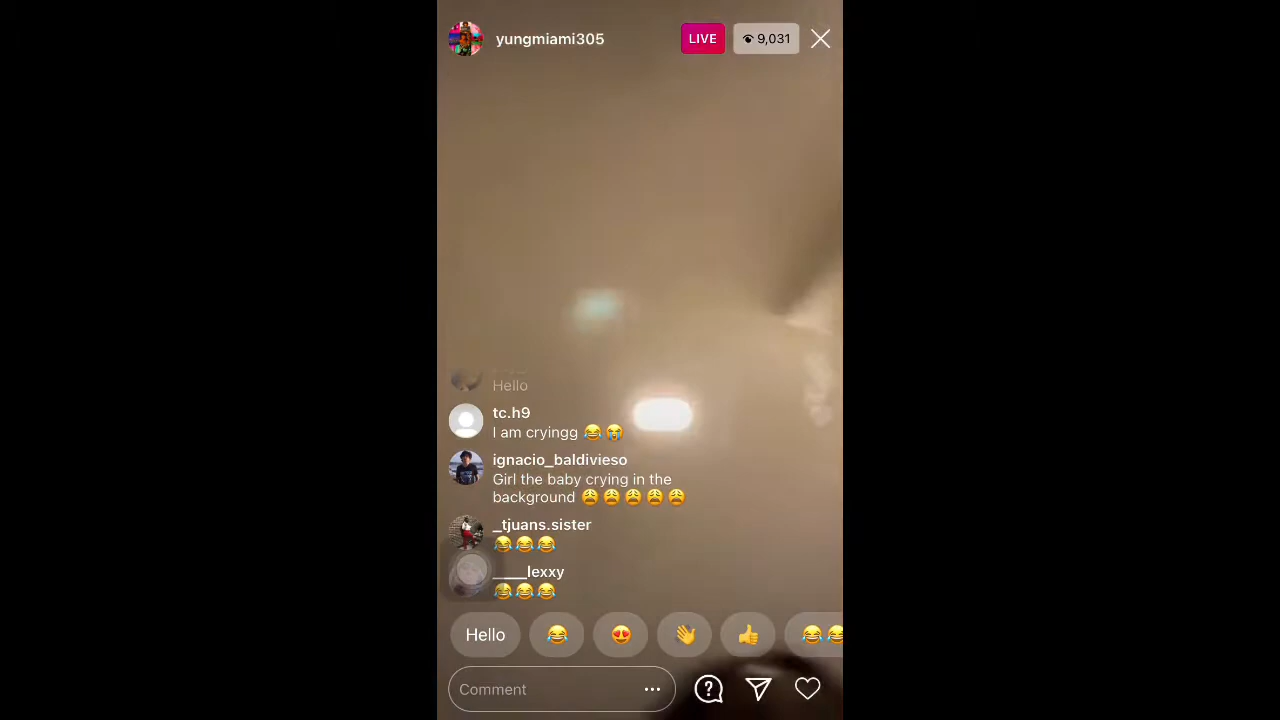 yungmiami305
LIVE
9,031
Hello
tc.h9
I am cryingg 😂😭
ignacio_baldivieso
Girl the baby crying in the
background 😩😩😩😩😩
_tjuans.sister
😂😂😂
____lexxy
😂😂😂
Hello 😂 😍 👋 👍 😂😂
Comment